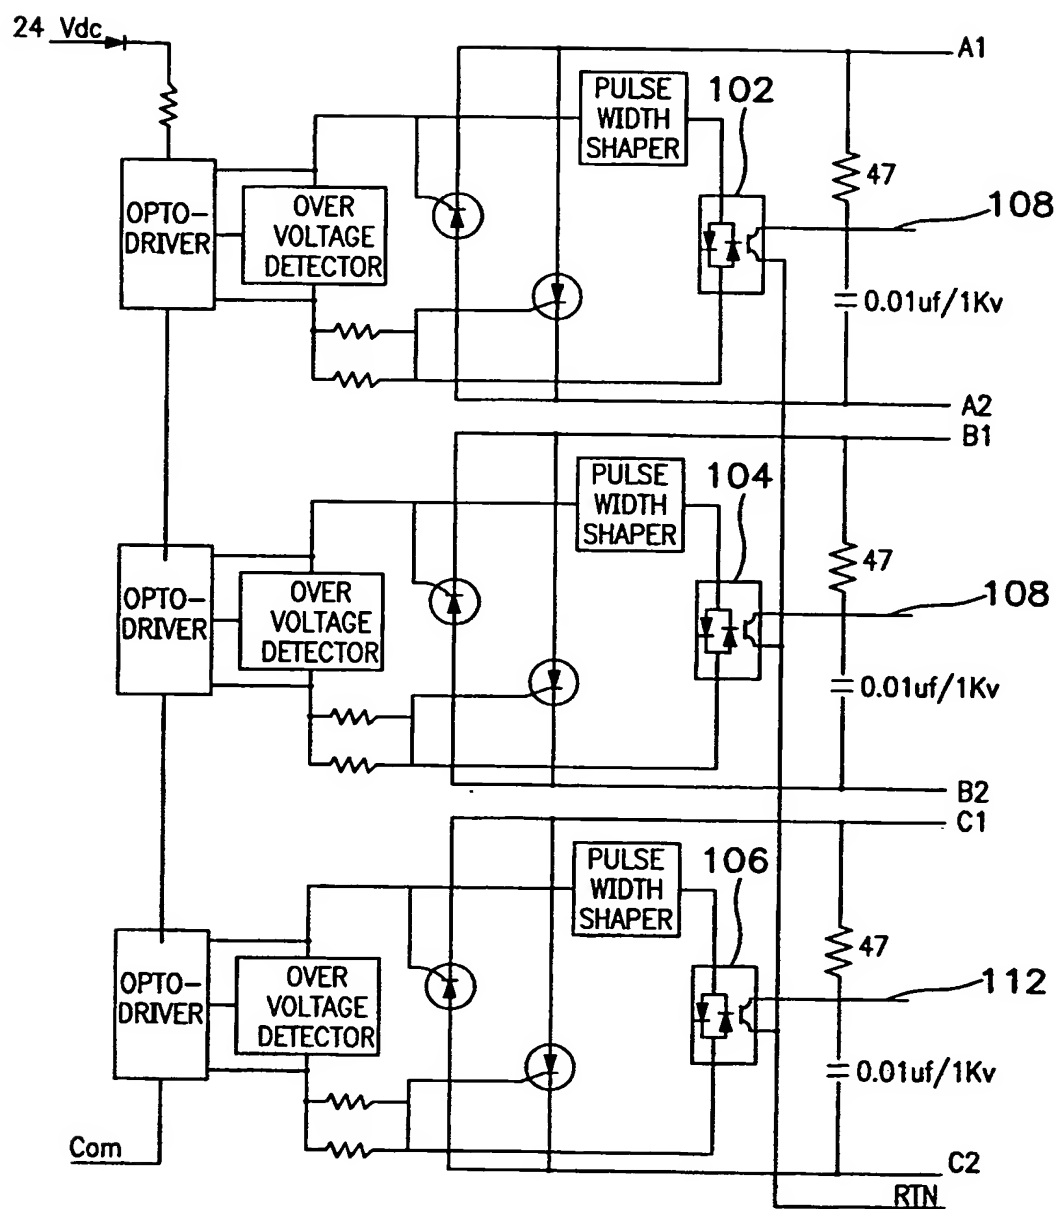 24 Vdc
A1
PULSE
WIDTH
SHAPER
102
47
108
OPTO-
DRIVER
OVER
VOLTAGE
DETECTOR
0.01uf/1Kv
A2
B1
PULSE
WIDTH
SHAPER
104
47
108
OPTO-
DRIVER
OVER
VOLTAGE
DETECTOR
0.01uf/1Kv
B2
C1
PULSE
WIDTH
SHAPER
106
47
112
OPTO-
DRIVER
OVER
VOLTAGE
DETECTOR
0.01uf/1Kv
Com
C2
RTN